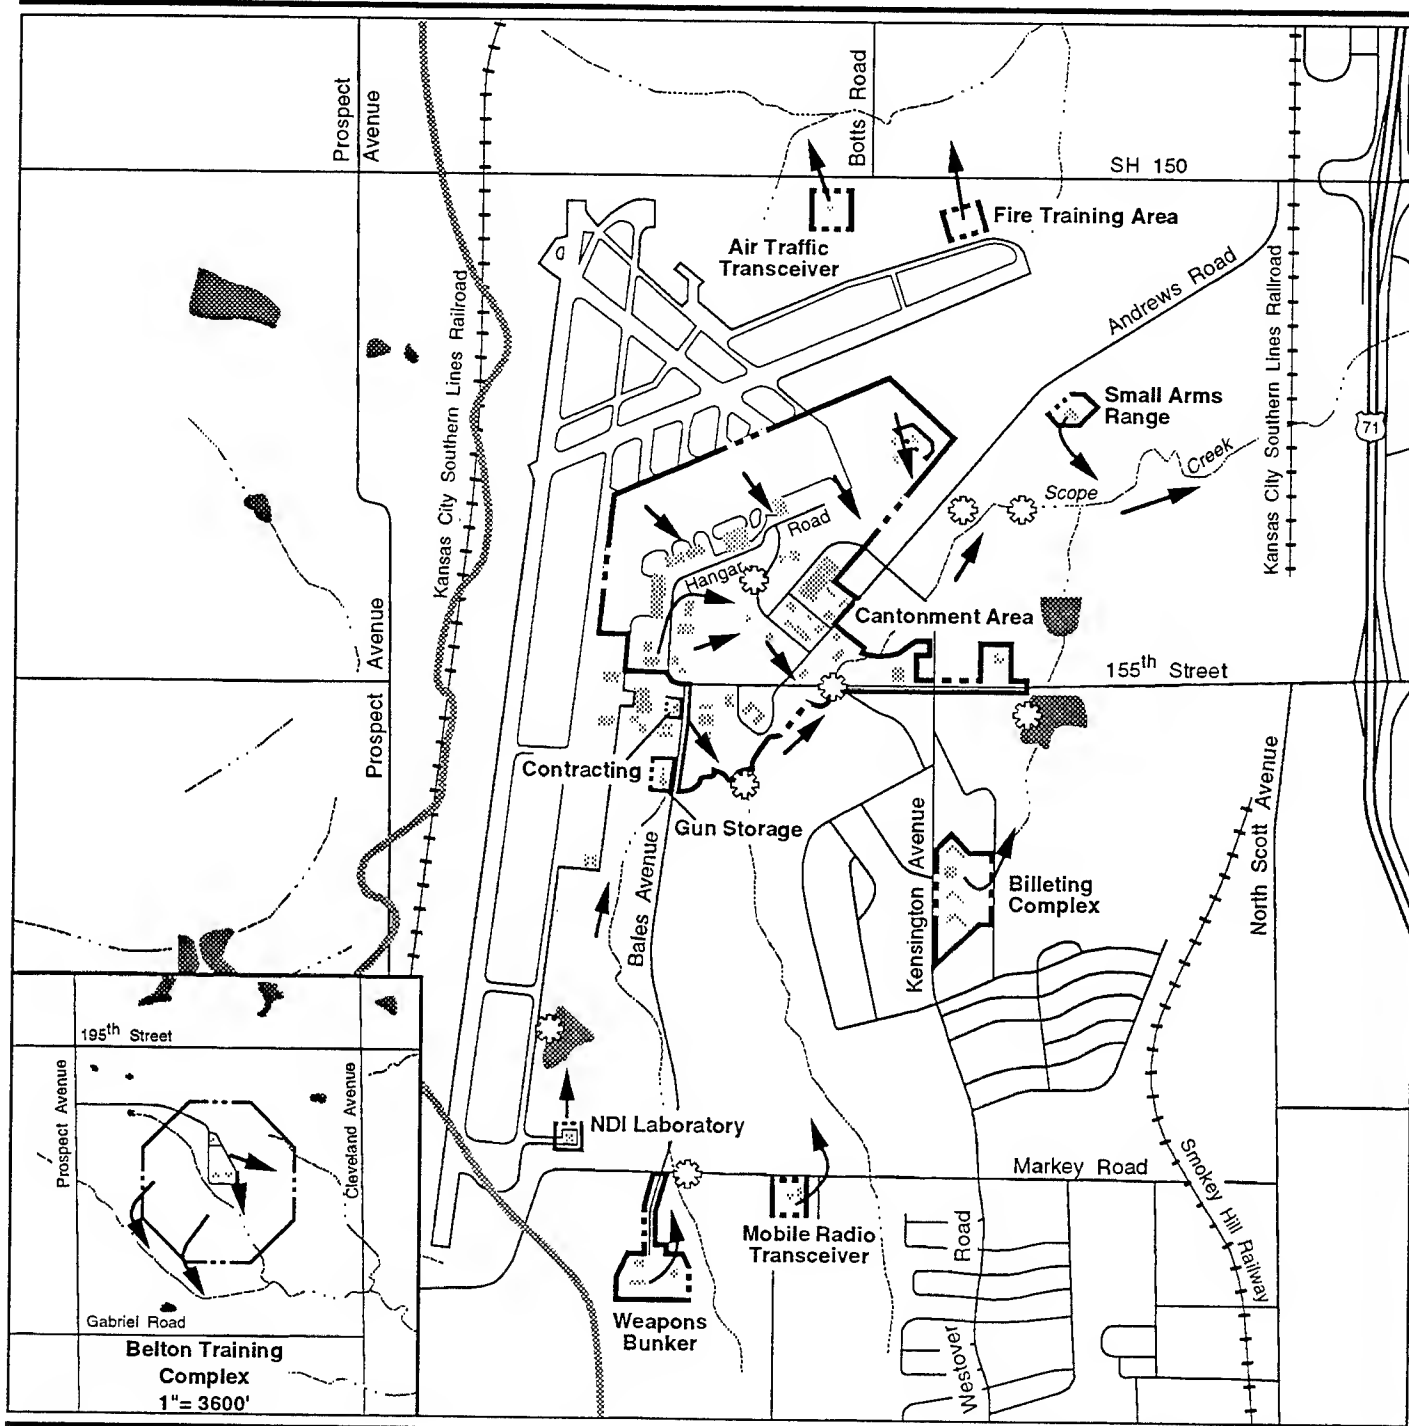 Prospect
Avenue
Botts Road
SH 150
Fire Training Area
Air Traffic
Transceiver
Andrews Road
Kansas City Southern Lines Railroad
Kansas City Southern Lines Railroad
Small Arms
Range
71
Scope
Creek
Hangar
Road
Cantonment Area
155th Street
Prospect Avenue
Contracting
Gun Storage
Bales Avenue
Kensington Avenue
Billeting
Complex
North Scott Avenue
NDI Laboratory
Markey Road
Smokey Hill Railway
Mobile Radio
Transceiver
Westover Road
Weapons
Bunker
195th Street
Prospect Avenue
Cleveland Avenue
Gabriel Road
Belton Training
Complex
1"= 3600'